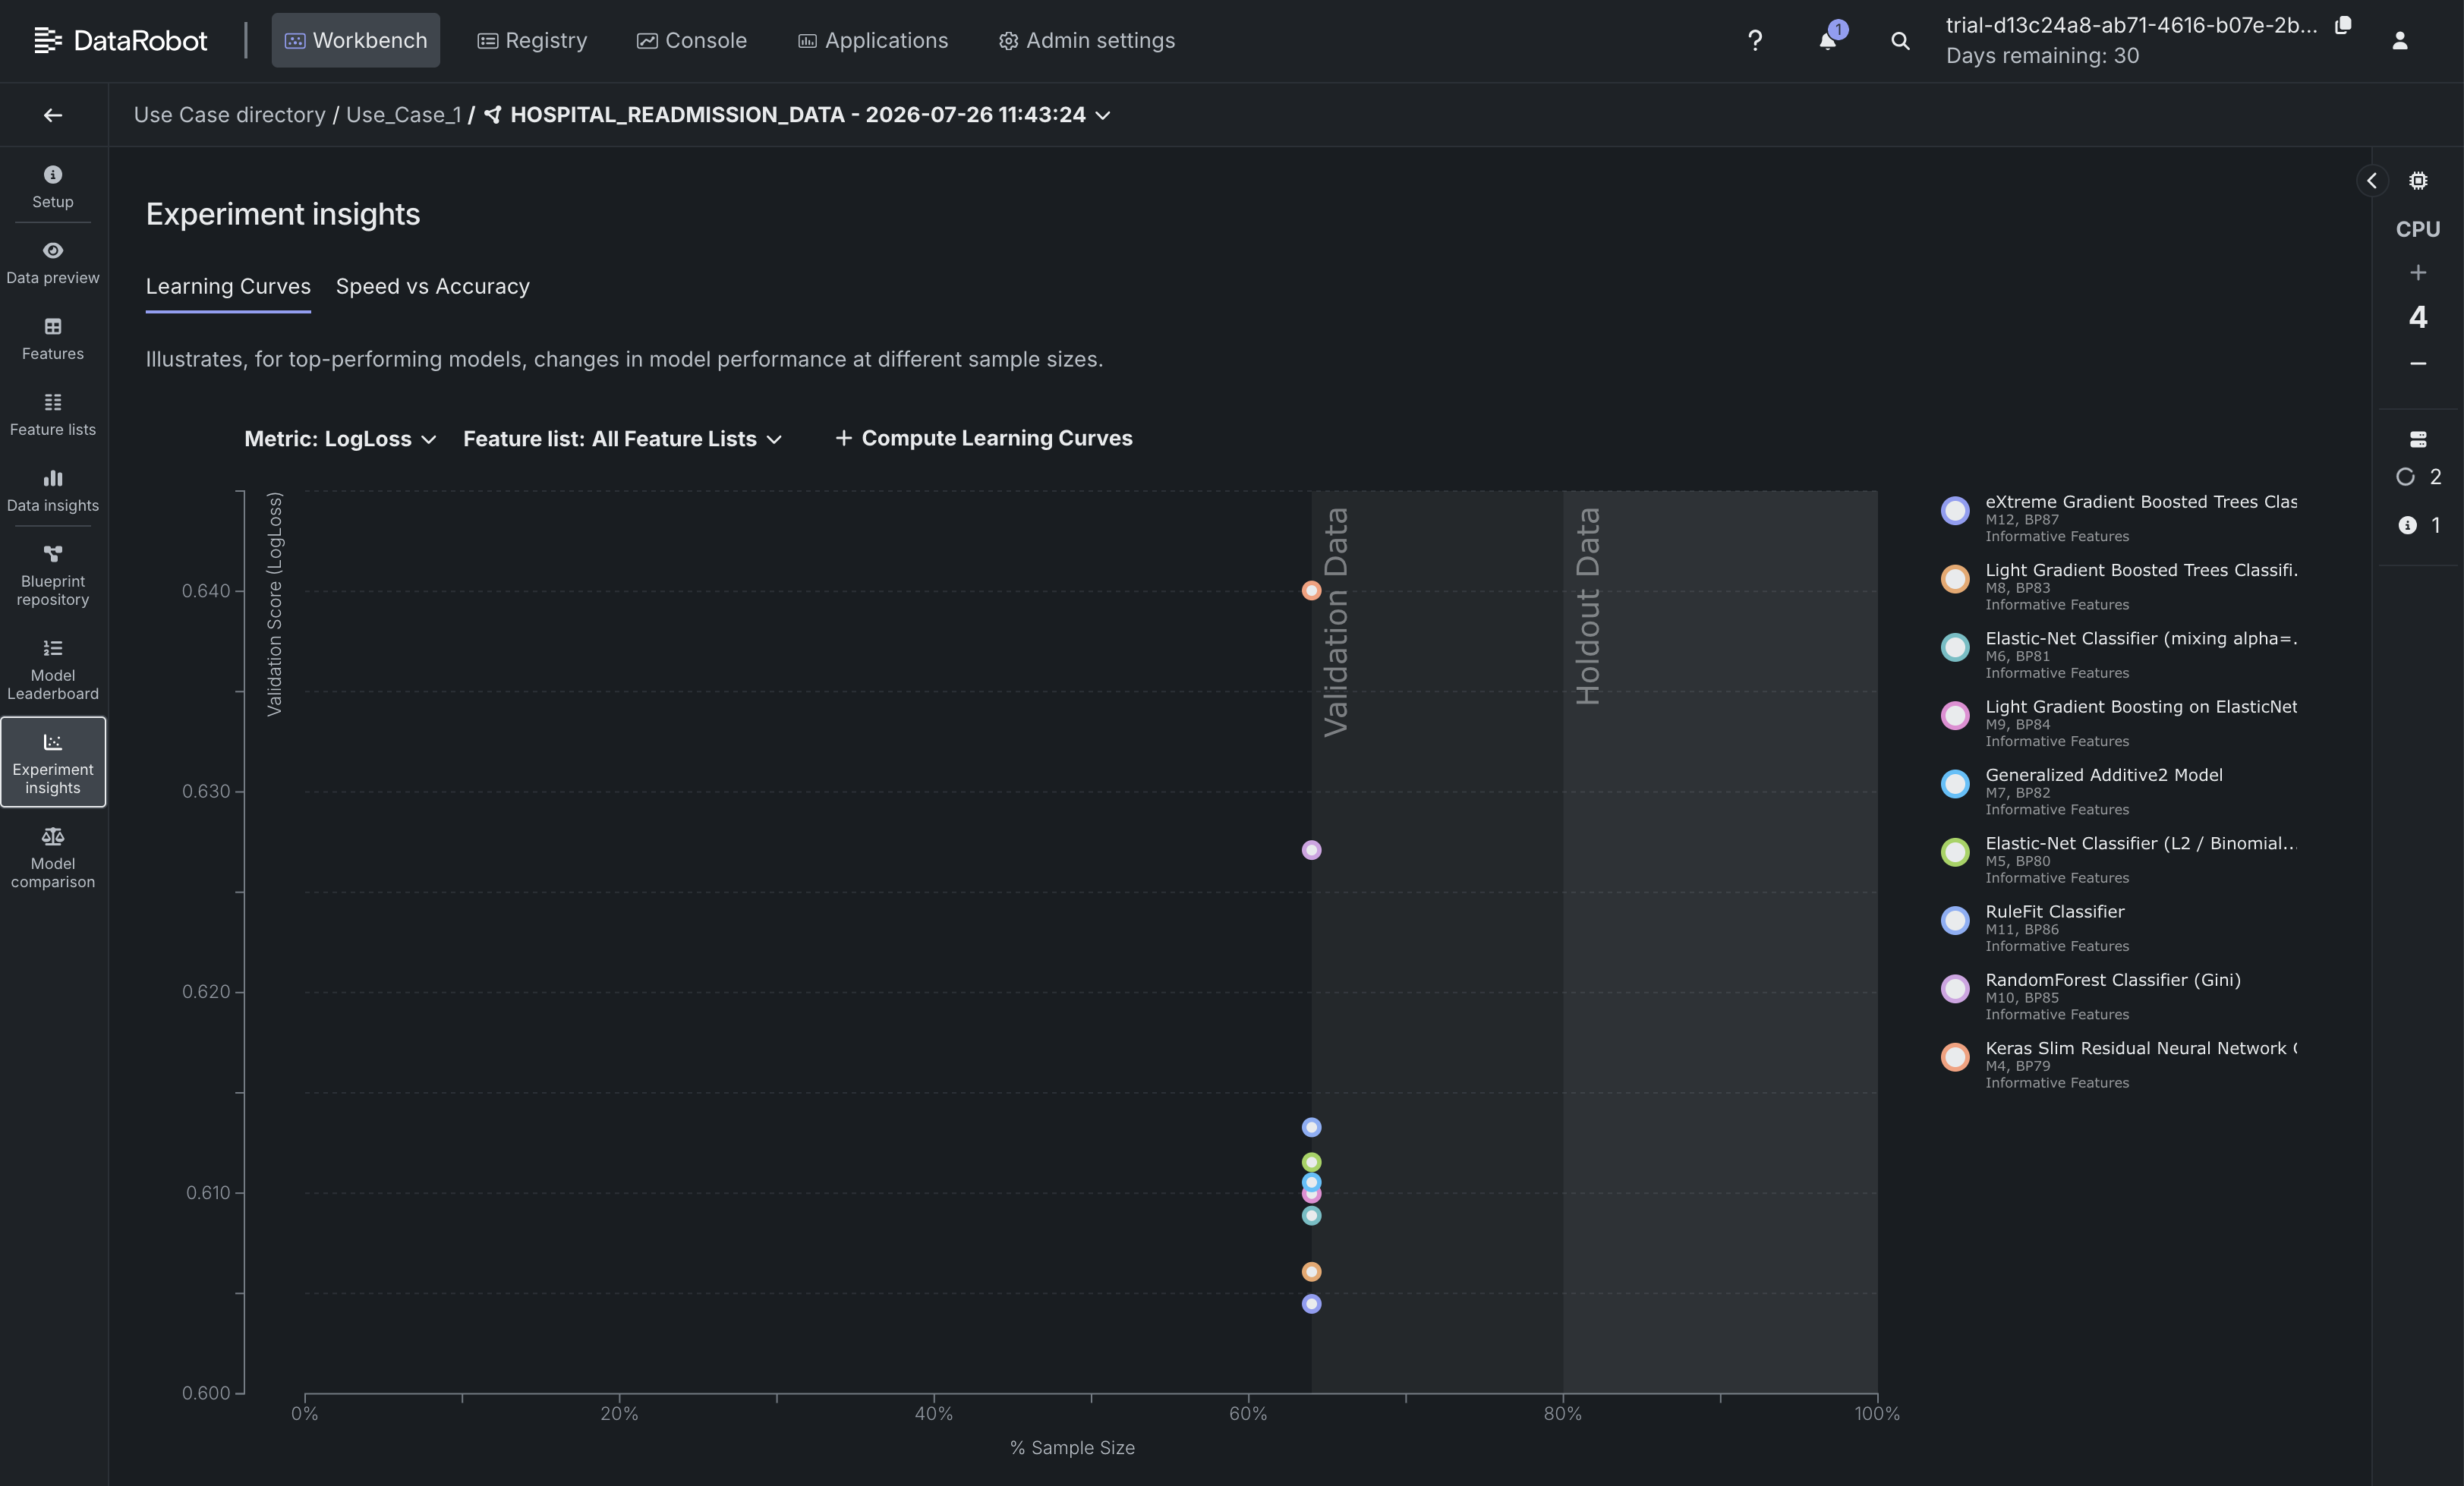 DataRobot
Workbench
Registry
Console
Applications
Admin settings
1
trial-d13c24a8-ab71-4616-b07e-2b...
Days remaining: 30
Use Case directory / Use_Case_1 / HOSPITAL_READMISSION_DATA - 2026-07-26 11:43:24
Setup
Data preview
Features
Feature lists
Data insights
Blueprint
repository
Model
Leaderboard
Experiment
insights
Model
comparison
Experiment insights
Learning Curves
Speed vs Accuracy
Illustrates, for top-performing models, changes in model performance at different sample sizes.
Metric: LogLoss
Feature list: All Feature Lists
+ Compute Learning Curves
Validation Score (LogLoss)
0.640
0.630
0.620
0.610
0.600
Validation Data
Holdout Data
0%
20%
40%
60%
80%
100%
% Sample Size
eXtreme Gradient Boosted Trees Clas
M12, BP87
Informative Features
Light Gradient Boosted Trees Classifi.
M8, BP83
Informative Features
Elastic-Net Classifier (mixing alpha=.
M6, BP81
Informative Features
Light Gradient Boosting on ElasticNet
M9, BP84
Informative Features
Generalized Additive2 Model
M7, BP82
Informative Features
Elastic-Net Classifier (L2 / Binomial..
M5, BP80
Informative Features
RuleFit Classifier
M11, BP86
Informative Features
RandomForest Classifier (Gini)
M10, BP85
Informative Features
Keras Slim Residual Neural Network
M4, BP79
Informative Features
CPU
+
4
−
2
1